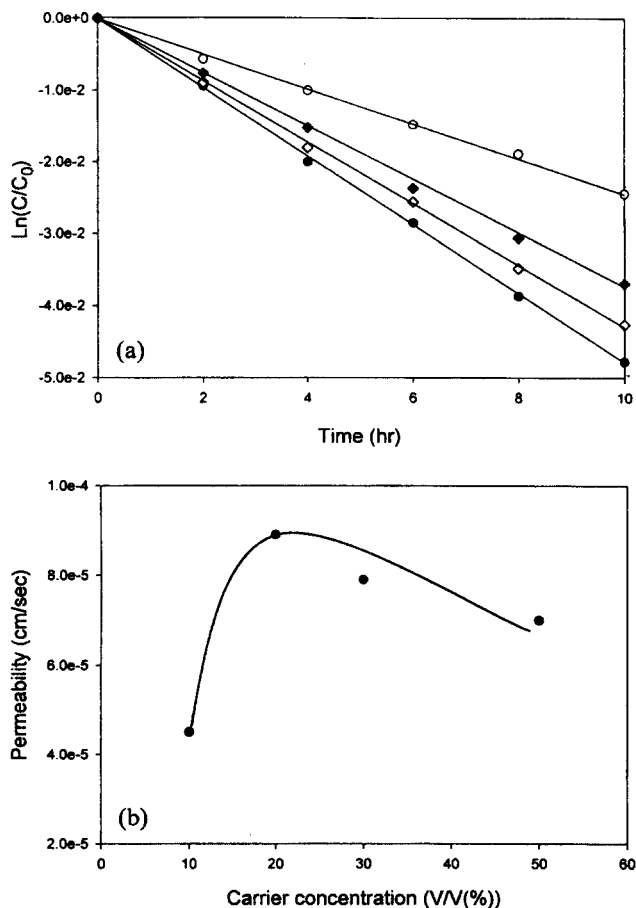 0.0e+0
-1.0e-2
-2.0e-2
-3.0e-2
-4.0e-2
-5.0e-2
Ln(C/C0)
(a)
0 2 4 6 8 10
Time (hr)
1.0e-4
8.0e-5
6.0e-5
4.0e-5
2.0e-5
Permeability (cm/sec)
(b)
0 10 20 30 40 50 60
Carrier concentration (V/V(%))